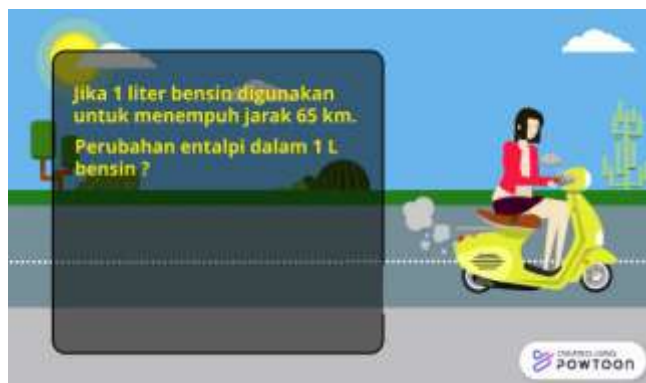 Jika 1 liter bensin digunakan
untuk menempuh jarak 65 km.
Perubahan entalpi dalam 1 L
bensin ?
POWTOON